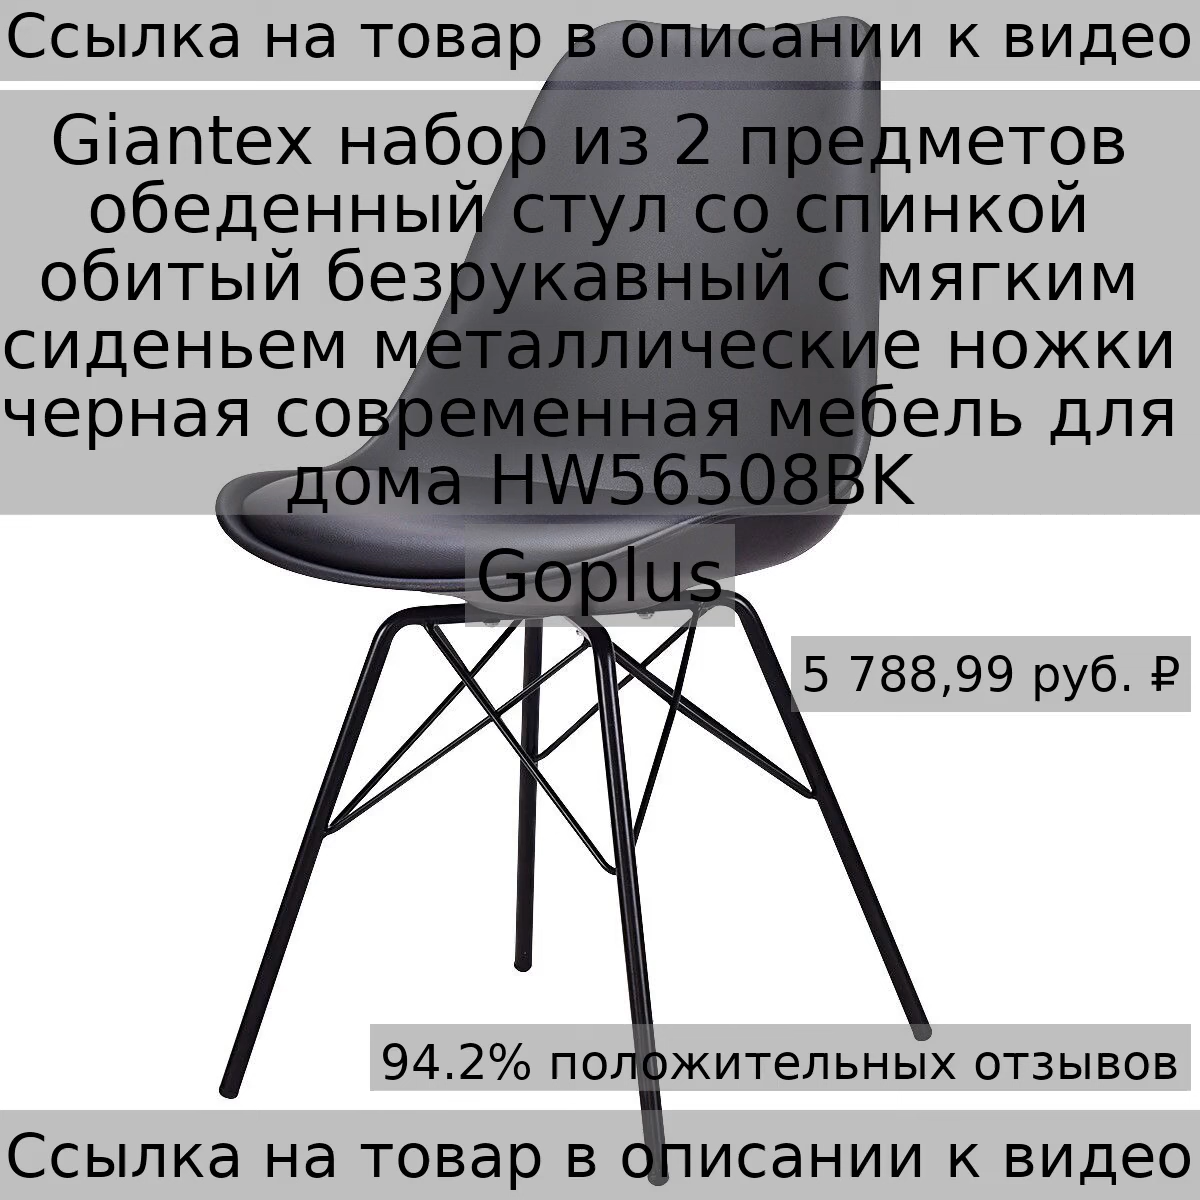 Ссылка на товар в описании к видео
Giantex набор из 2 предметов
обеденный стул со спинкой
обитый безрукавный с мягким
сиденьем металлические ножки
черная современная мебель для
дома HW56508BK
Goplus
5 788,99 руб. ₽
94.2% положительных отзывов
Ссылка на товар в описании к видео